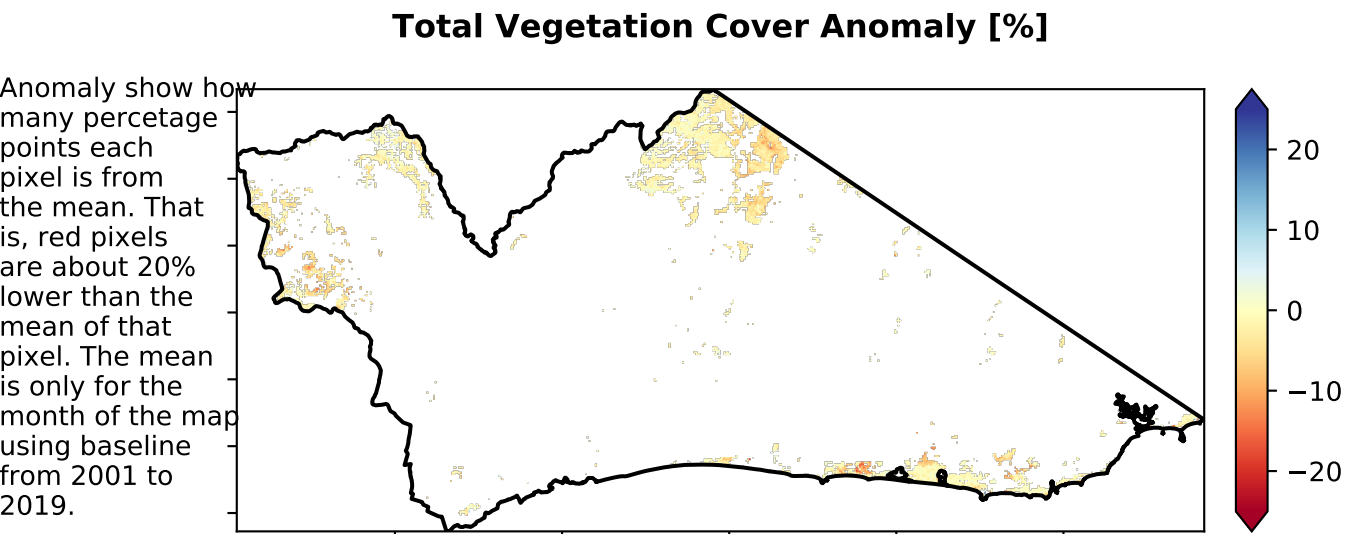 Total Vegetation Cover Anomaly [%]
Anomaly show how
many percetage
points each
pixel is from
the mean. That
is, red pixels
are about 20%
lower than the
mean of that
pixel. The mean
is only for the
month of the map
using baseline
from 2001 to
2019.
20
10
0
−10
−20